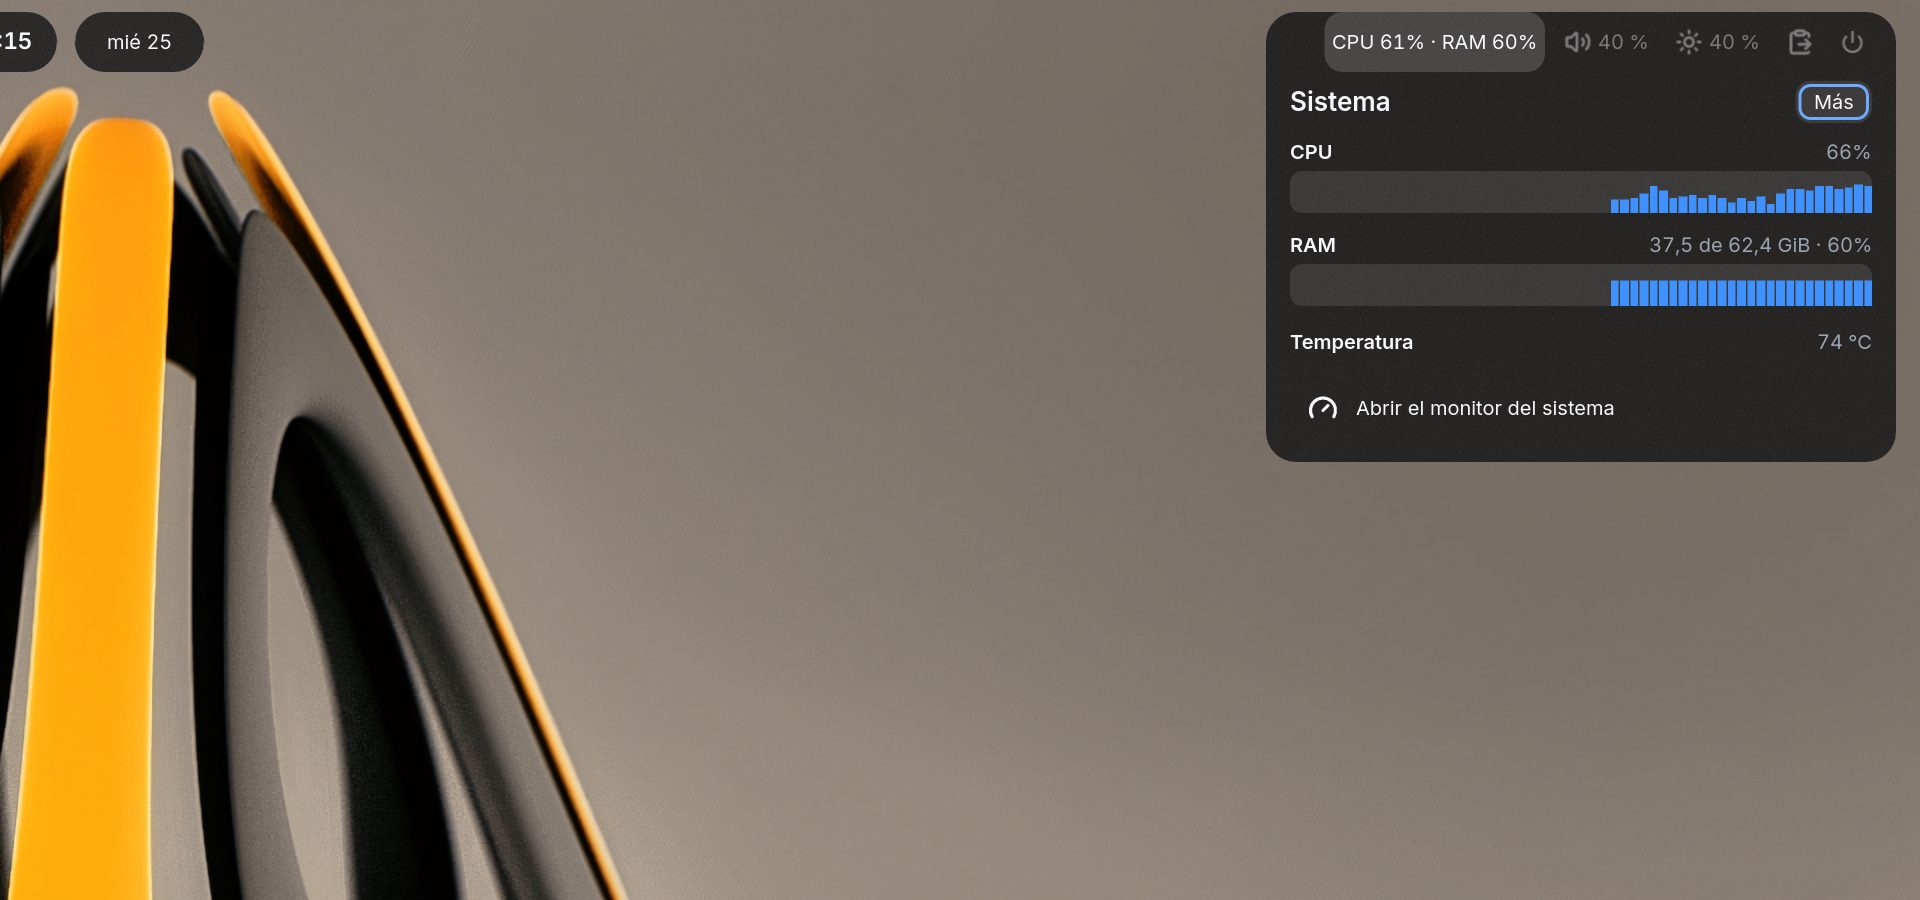 :15 mié 25
CPU 61% · RAM 60% 40 % 40 %
Sistema Más
CPU 66%
RAM 37,5 de 62,4 GiB · 60%
Temperatura 74 °C
Abrir el monitor del sistema